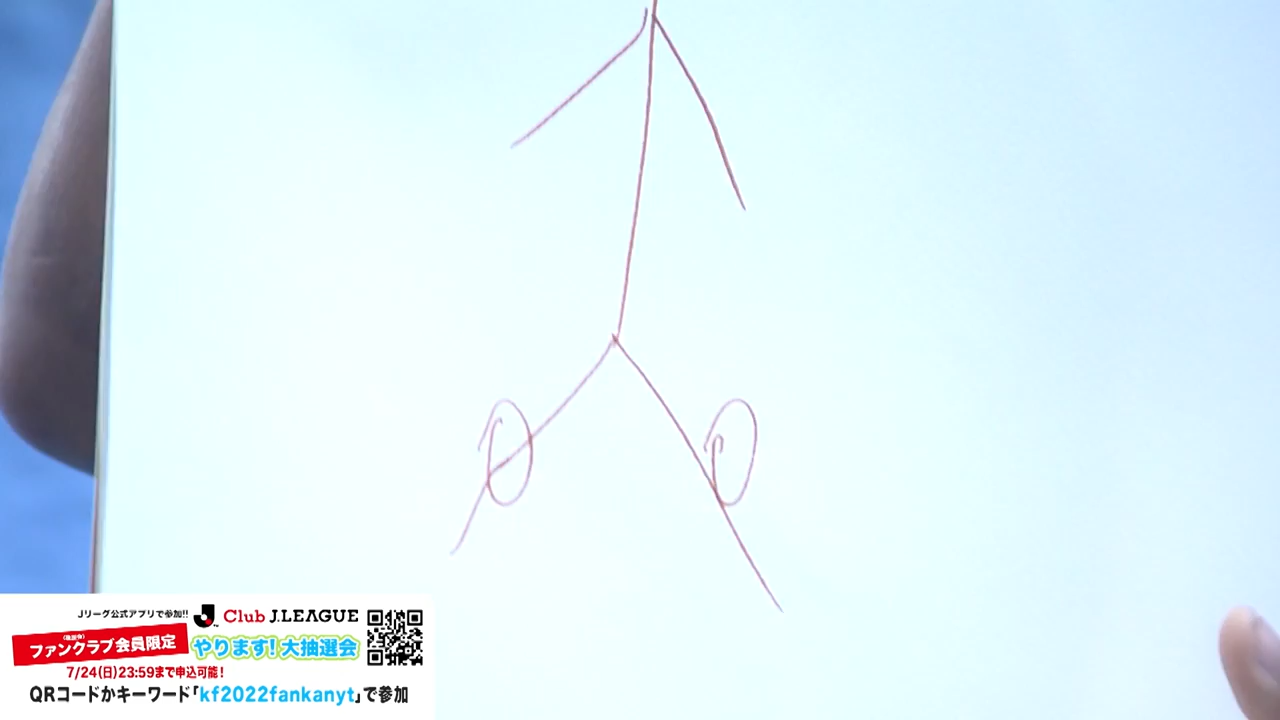 Jリーグ公式アプリで参加!!
Club J.LEAGUE
ファンクラブ会員限定
やります!大抽選会
7/24(日)23:59まで申込可能!
QRコードかキーワード「kf2022fankanyt」で参加